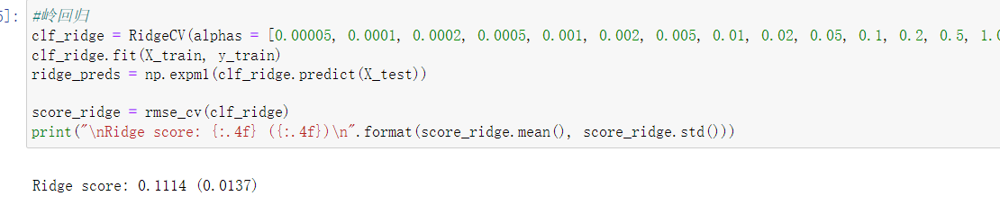 ]: #岭回归
clf_ridge = RidgeCV(alphas = [0.00005, 0.0001, 0.0002, 0.0005, 0.001, 0.002, 0.005, 0.01, 0.02, 0.05, 0.1, 0.2, 0.5, 1.
clf_ridge.fit(X_train, y_train)
ridge_preds = np.expm1(clf_ridge.predict(X_test))
score_ridge = rmse_cv(clf_ridge)
print("\nRidge score: {:.4f} ({:.4f})\n".format(score_ridge.mean(), score_ridge.std()))
Ridge score: 0.1114 (0.0137)